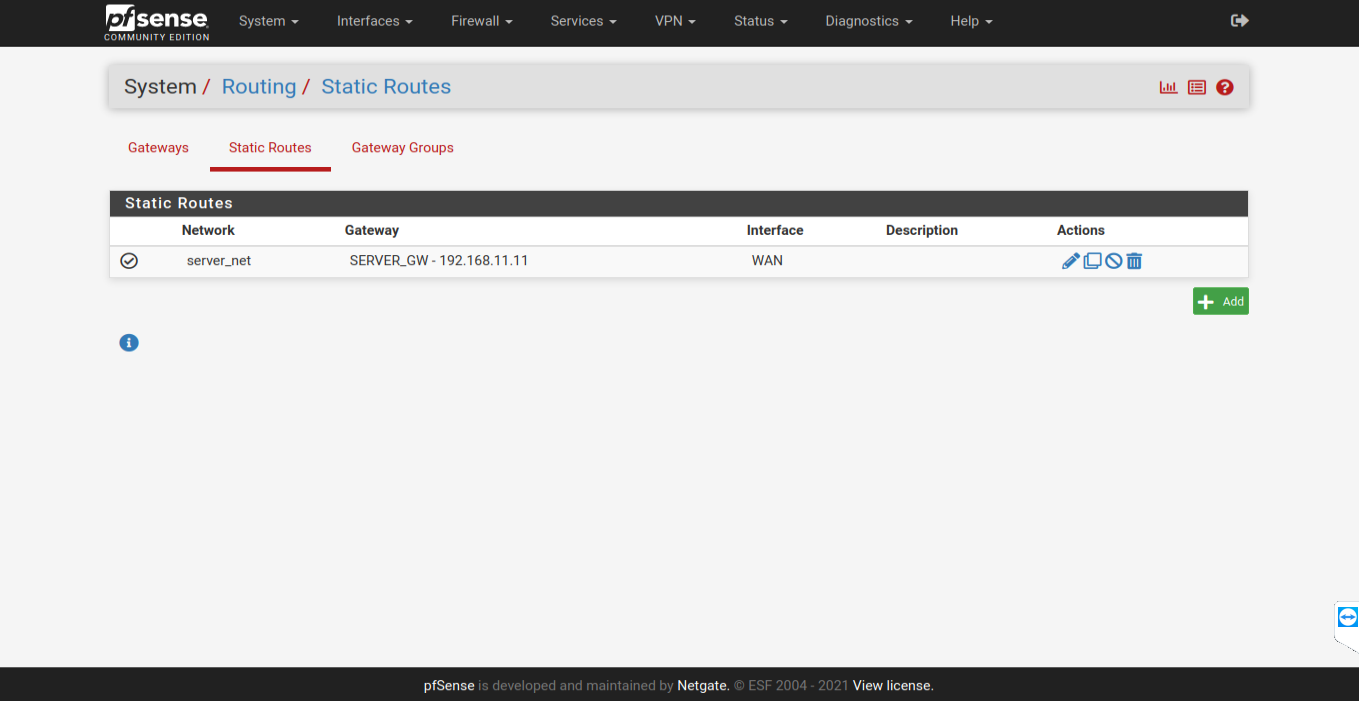 pfsense
COMMUNITY EDITION
System Interfaces Firewall Services VPN Status Diagnostics Help
System / Routing / Static Routes
Gateways Static Routes Gateway Groups
Static Routes
Network Gateway Interface Description Actions
server_net SERVER_GW - 192.168.11.11 WAN
Add
pfSense is developed and maintained by Netgate. © ESF 2004 - 2021 View license.